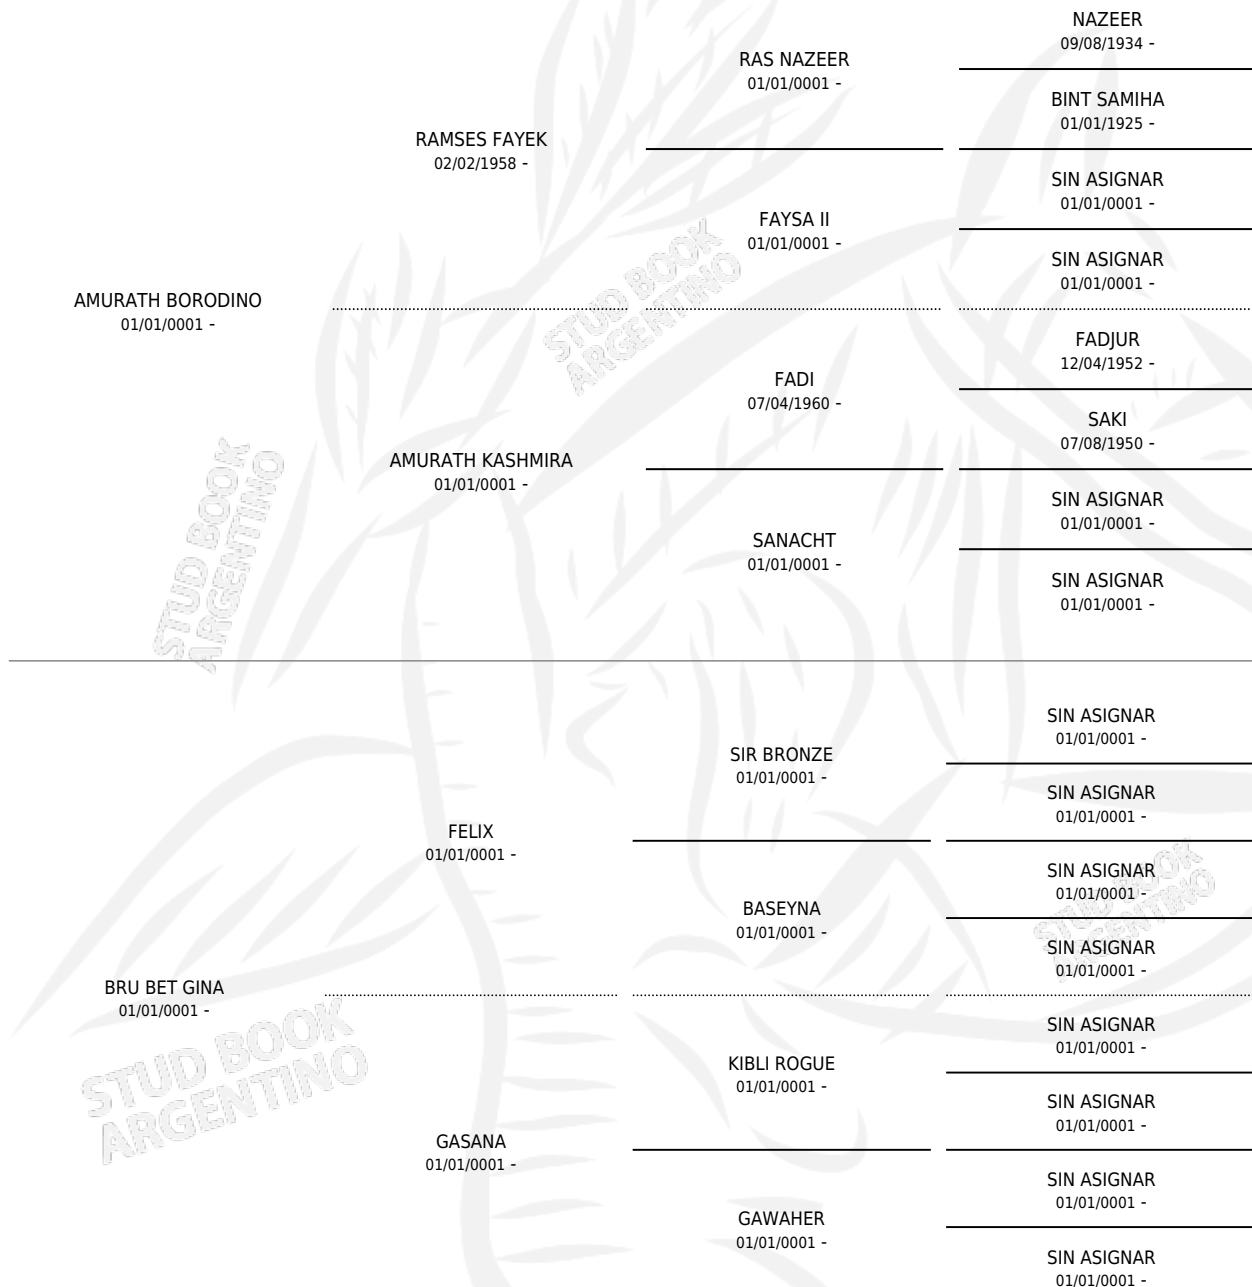 NAZEER
09/08/1934 -
RAS NAZEER
01/01/0001 -
BINT SAMIHA
01/01/1925 -
RAMSES FAYEK
02/02/1958 -
SIN ASIGNAR
01/01/0001 -
FAYSA II
01/01/0001 -
SIN ASIGNAR
01/01/0001 -
AMURATH BORODINO
01/01/0001 -
STUD BOOK
ARGENTINO
FADJUR
12/04/1952 -
FADI
07/04/1960 -
SAKI
07/08/1950 -
AMURATH KASHMIRA
01/01/0001 -
SIN ASIGNAR
01/01/0001 -
SANACHT
01/01/0001 -
SIN ASIGNAR
01/01/0001 -
STUD BOOK
ARGENTINO
SIN ASIGNAR
01/01/0001 -
SIR BRONZE
01/01/0001 -
SIN ASIGNAR
01/01/0001 -
FELIX
01/01/0001 -
SIN ASIGNAR
01/01/0001 -
BASEYNA
01/01/0001 -
SIN ASIGNAR
01/01/0001 -
STUD BOOK
ARGENTINO
BRU BET GINA
01/01/0001 -
STUD BOOK
ARGENTINO
SIN ASIGNAR
01/01/0001 -
KIBLI ROGUE
01/01/0001 -
SIN ASIGNAR
01/01/0001 -
GASANA
01/01/0001 -
SIN ASIGNAR
01/01/0001 -
GAWAHER
01/01/0001 -
SIN ASIGNAR
01/01/0001 -